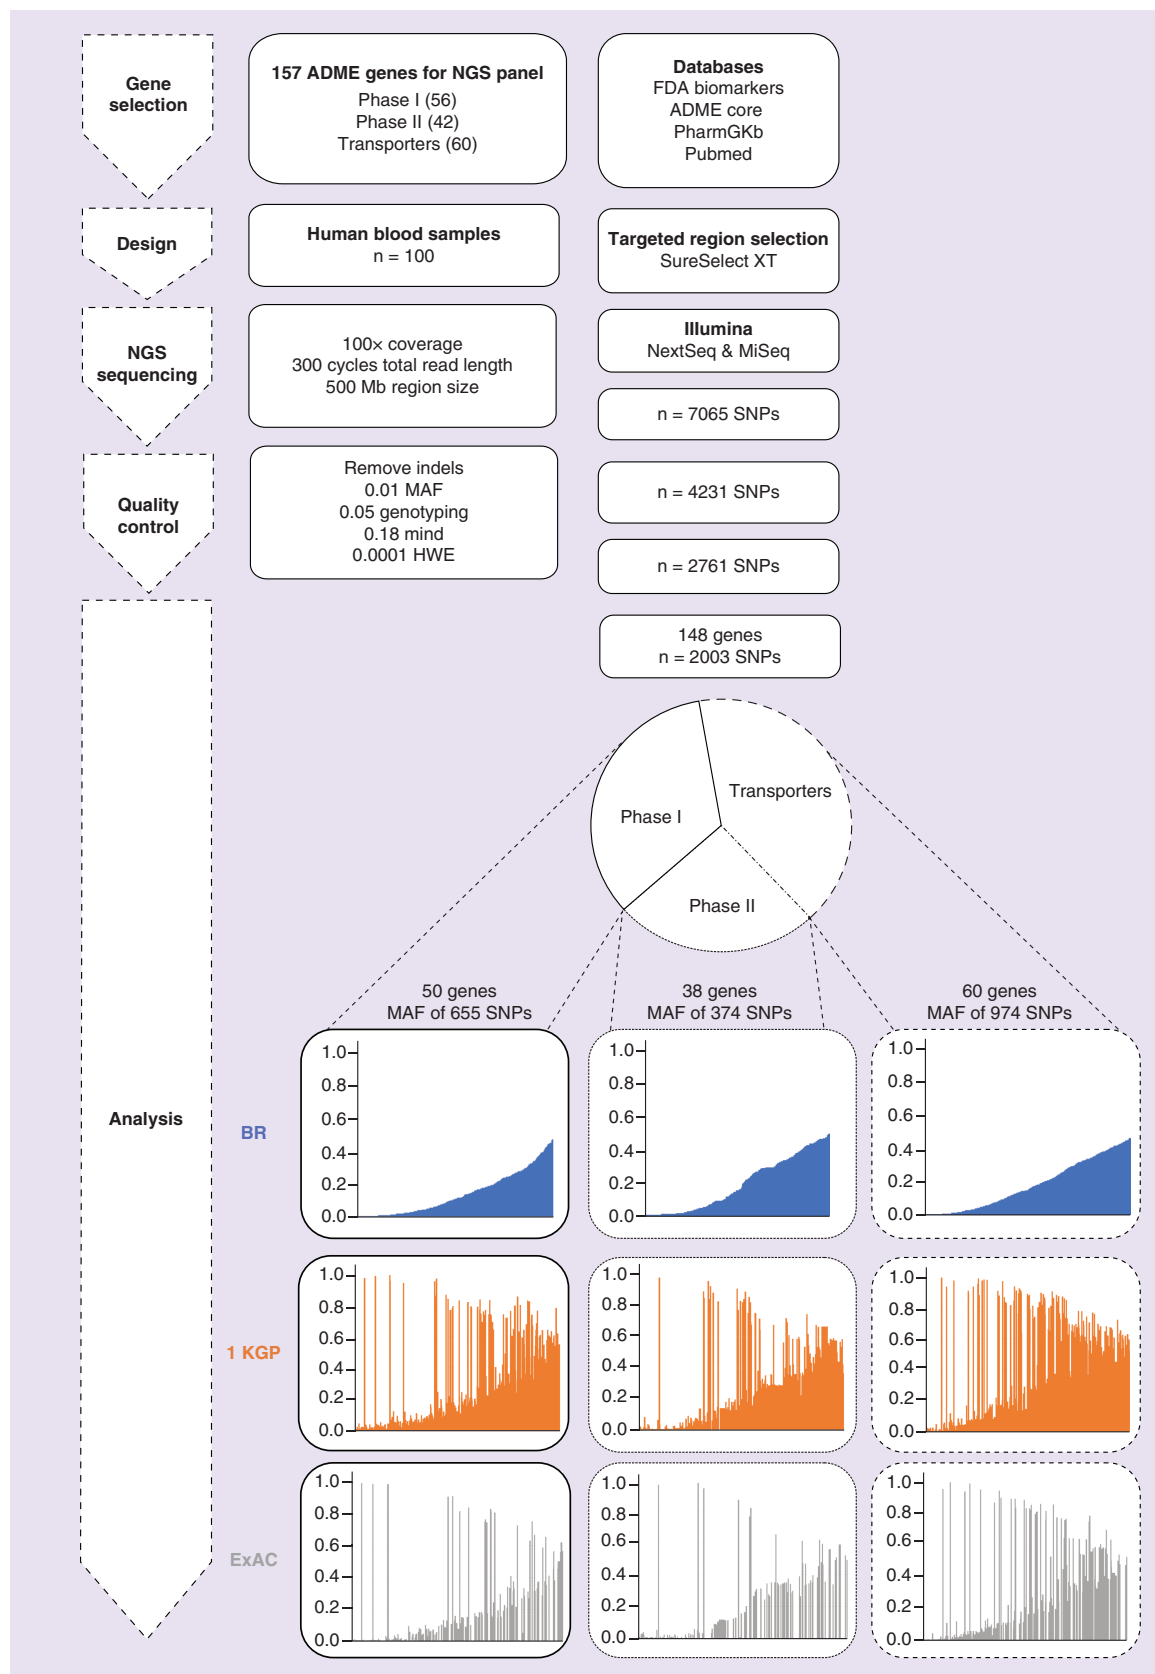 Gene
selection
157 ADME genes for NGS panel
Phase I (56)
Phase II (42)
Transporters (60)
Databases
FDA biomarkers
ADME core
PharmGKb
Pubmed
Design
Human blood samples
n = 100
Targeted region selection
SureSelect XT
NGS
sequencing
100× coverage
300 cycles total read length
500 Mb region size
Illumina
NextSeq & MiSeq
n = 7065 SNPs
Quality
control
Remove indels
0.01 MAF
0.05 genotyping
0.18 mind
0.0001 HWE
n = 4231 SNPs
n = 2761 SNPs
148 genes
n = 2003 SNPs
Phase I
Transporters
Phase II
Analysis
50 genes
MAF of 655 SNPs
38 genes
MAF of 374 SNPs
60 genes
MAF of 974 SNPs
BR
1.0
0.8
0.6
0.4
0.2
0.0
1.0
0.8
0.6
0.4
0.2
0.0
1.0
0.8
0.6
0.4
0.2
0.0
1 KGP
1.0
0.8
0.6
0.4
0.2
0.0
1.0
0.8
0.6
0.4
0.2
0.0
1.0
0.8
0.6
0.4
0.2
0.0
ExAC
1.0
0.8
0.6
0.4
0.2
0.0
1.0
0.8
0.6
0.4
0.2
0.0
1.0
0.8
0.6
0.4
0.2
0.0